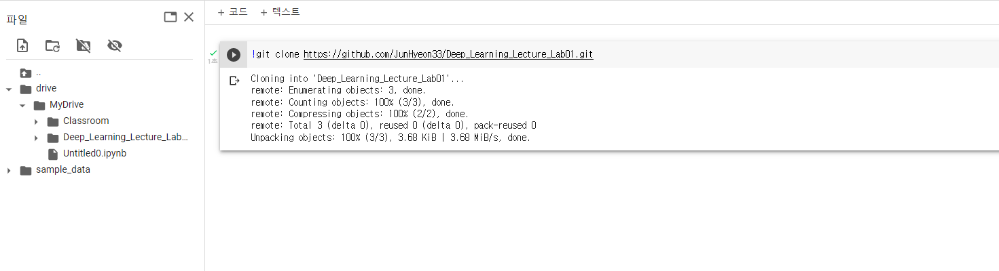 파일
..
drive
MyDrive
Classroom
Deep_Learning_Lecture_Lab…
Untitled0.ipynb
sample_data
+ 코드 + 텍스트
1초
!git clone https://github.com/JunHyeon33/Deep_Learning_Lecture_Lab01.git
Cloning into 'Deep_Learning_Lecture_Lab01'...
remote: Enumerating objects: 3, done.
remote: Counting objects: 100% (3/3), done.
remote: Compressing objects: 100% (2/2), done.
remote: Total 3 (delta 0), reused 0 (delta 0), pack-reused 0
Unpacking objects: 100% (3/3), 3.68 KiB | 3.68 MiB/s, done.